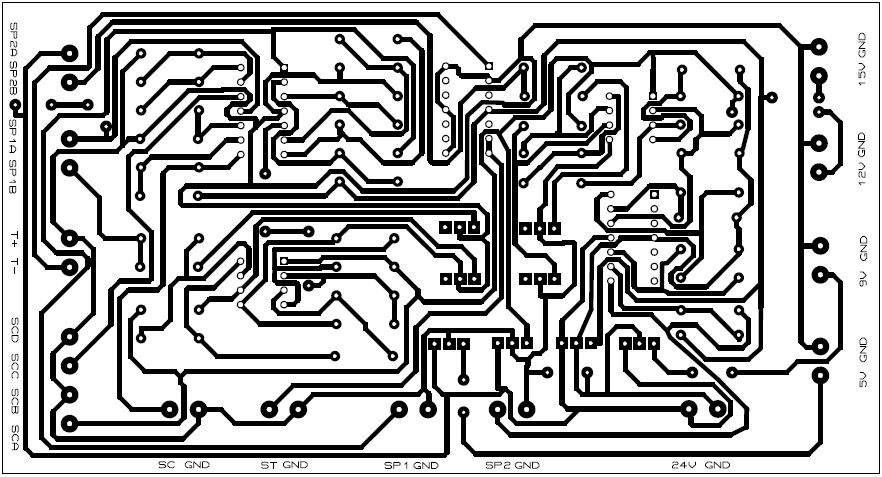 SP2A SP2B
SP1A SP1B
T+ T-
SCD SCC SCB SCA
15V GND
12V GND
9V GND
5V GND
SC GND
ST GND
SP1 GND
SP2 GND
24V GND